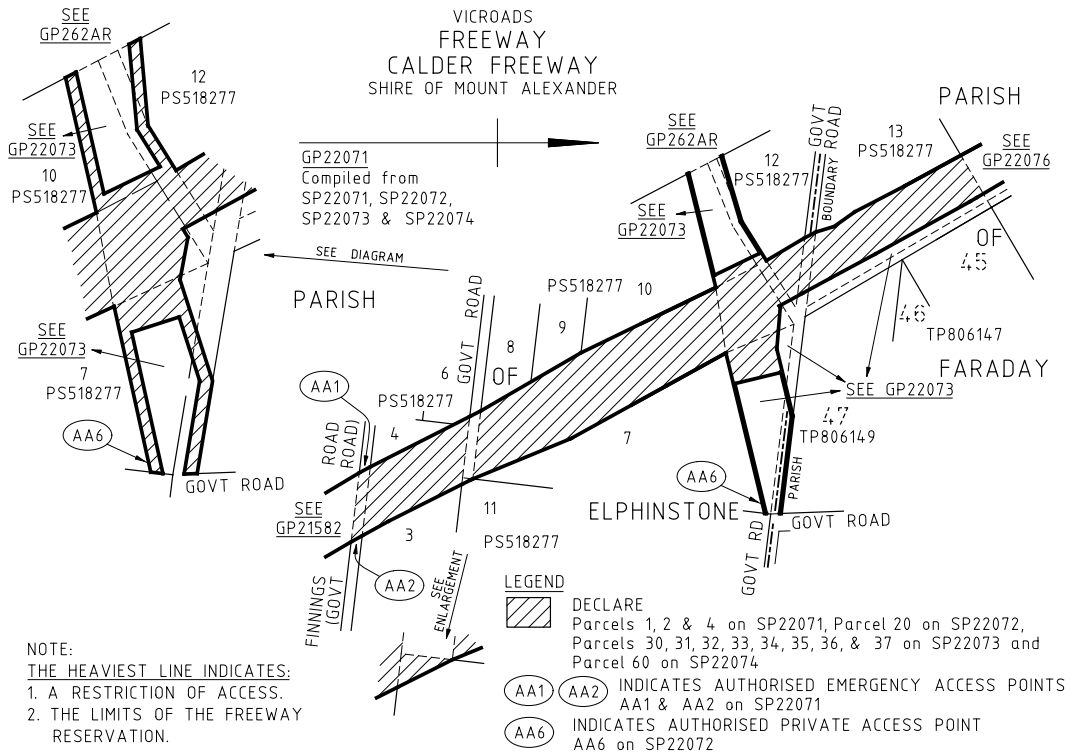 VICROADS
FREEWAY
CALDER FREEWAY
SHIRE OF MOUNT ALEXANDER
GP22071
Compiled from
SP22071, SP22072,
SP22073 & SP22074
SEE
GP262AR
12
PS518277
SEE
GP22073
10
PS518277
SEE
GP22073
7
PS518277
AA6
GOVT ROAD
SEE DIAGRAM
PARISH
OF
ELPHINSTONE
PARISH
OF
FARADAY
SEE
GP262AR
12
PS518277
GOVT
BOUNDARY ROAD
13
PS518277
SEE
GP22076
SEE
GP22073
45
46
TP806147
SEE GP22073
47
TP806149
PS518277
10
9
8
GOVT ROAD
6
PS518277
4
AA1
ROAD
ROAD)
SEE
GP21582
3
AA2
FINNINGS
(GOVT
11
PS518277
7
AA6
PARISH
GOVT ROAD
GOVT RD
SEE
ENLARGEMENT
LEGEND
DECLARE
Parcels 1, 2 & 4 on SP22071, Parcel 20 on SP22072,
Parcels 30, 31, 32, 33, 34, 35, 36, & 37 on SP22073 and
Parcel 60 on SP22074
AA1 AA2 INDICATES AUTHORISED EMERGENCY ACCESS POINTS
AA1 & AA2 on SP22071
AA6 INDICATES AUTHORISED PRIVATE ACCESS POINT
AA6 on SP22072
NOTE:
THE HEAVIEST LINE INDICATES:
1. A RESTRICTION OF ACCESS.
2. THE LIMITS OF THE FREEWAY
RESERVATION.